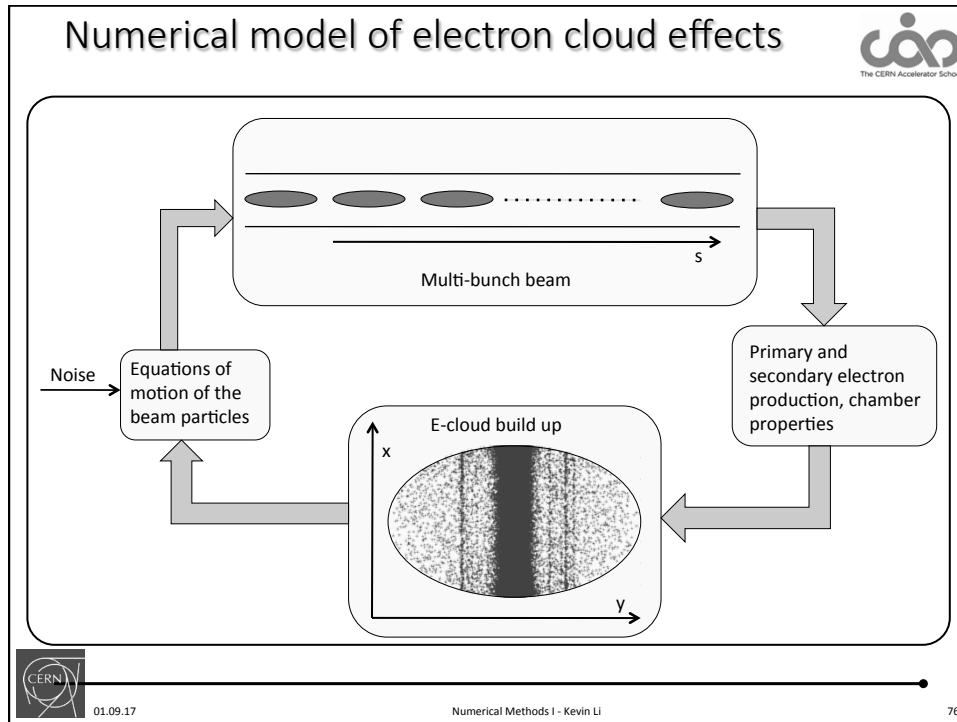 Numerical model of electron cloud effects
The CERN Accelerator School
s
Multi-bunch beam
Noise
Equations of
motion of the
beam particles
Primary and
secondary electron
production, chamber
properties
E-cloud build up
x
y
CERN
01.09.17
Numerical Methods I - Kevin Li
76